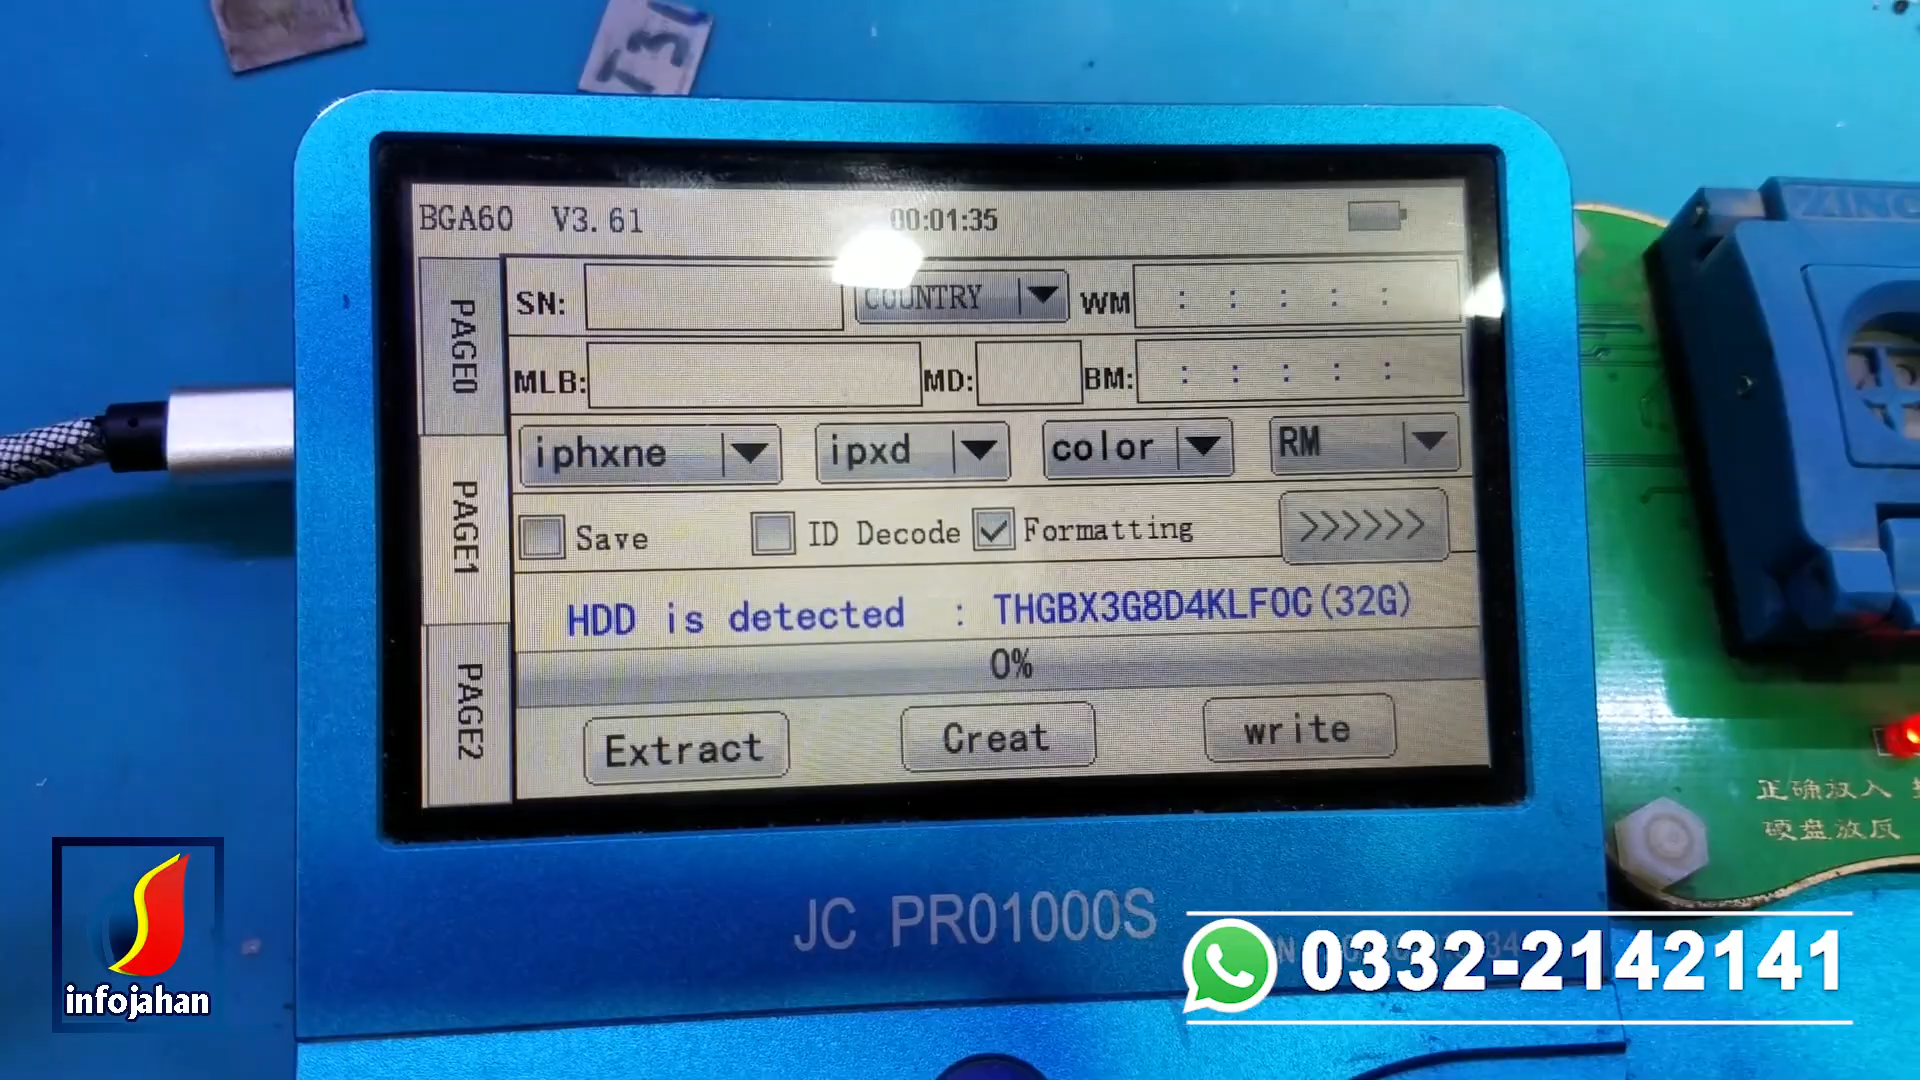 T3
BGA60 V3.61 00:01:35
SN: COUNTRY WM : : : : :
MLB: MD: BM: : : : : :
iphxne ipxd color RM
Save ID Decode Formatting >>>>>>
HDD is detected : THGBX3G8D4KLF0C(32G)
0%
Extract Creat write
PAGE0
PAGE1
PAGE2
JC PRO1000S
正确放入
硬盘放反
infojahan
0332-2142141